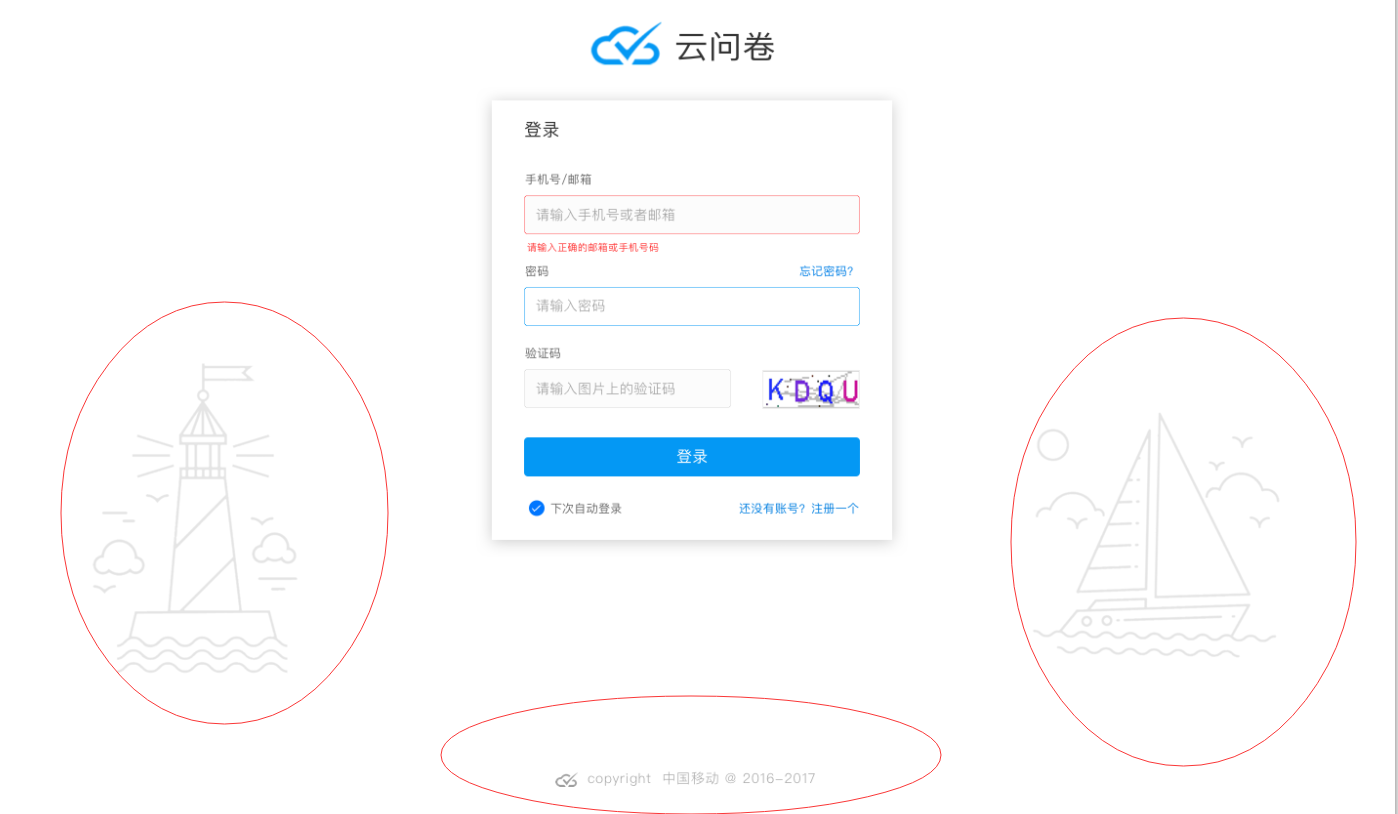 云问卷
登录
手机号/邮箱
请输入手机号或者邮箱
请输入正确的邮箱或手机号码
密码 忘记密码?
请输入密码
验证码
请输入图片上的验证码 KDQU
登录
下次自动登录 还没有账号? 注册一个
copyright 中国移动 @ 2016-2017